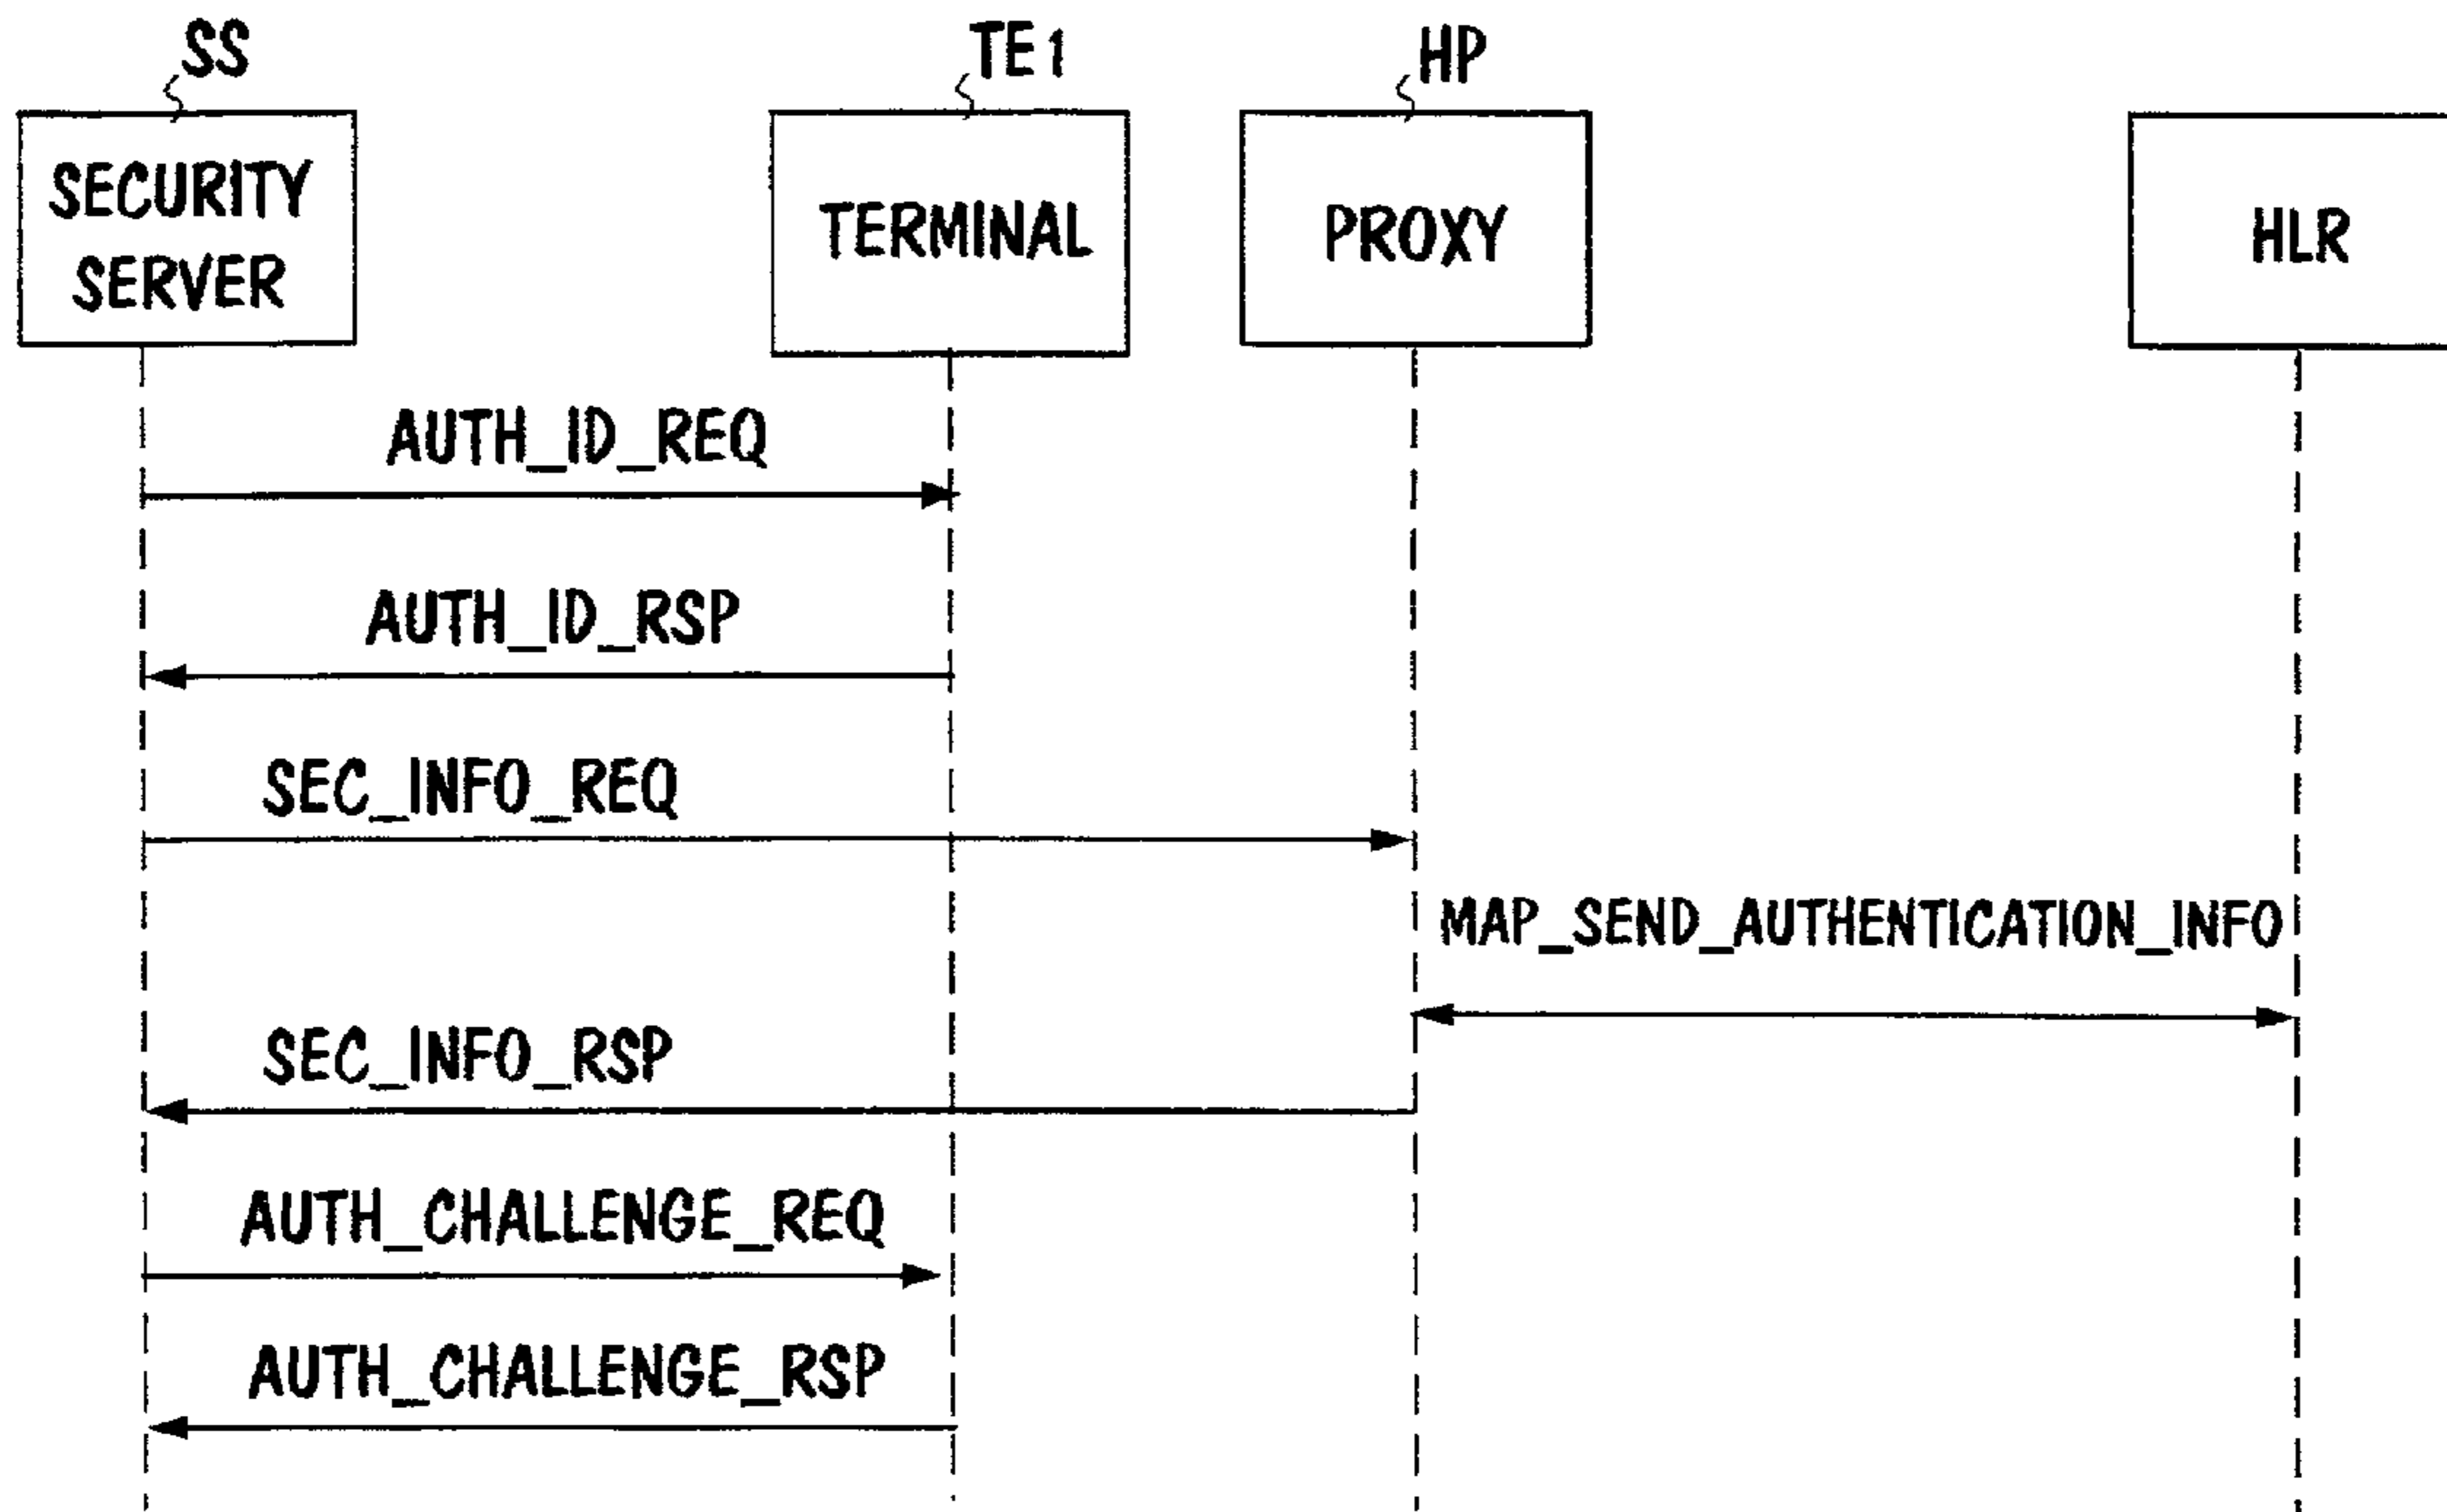 SS
TE1
HP
SECURITY
SERVER
TERMINAL
PROXY
HLR
AUTH_ID_REQ
AUTH_ID_RSP
SEC_INFO_REQ
MAP_SEND_AUTHENTICATION_INFO
SEC_INFO_RSP
AUTH_CHALLENGE_REQ
AUTH_CHALLENGE_RSP